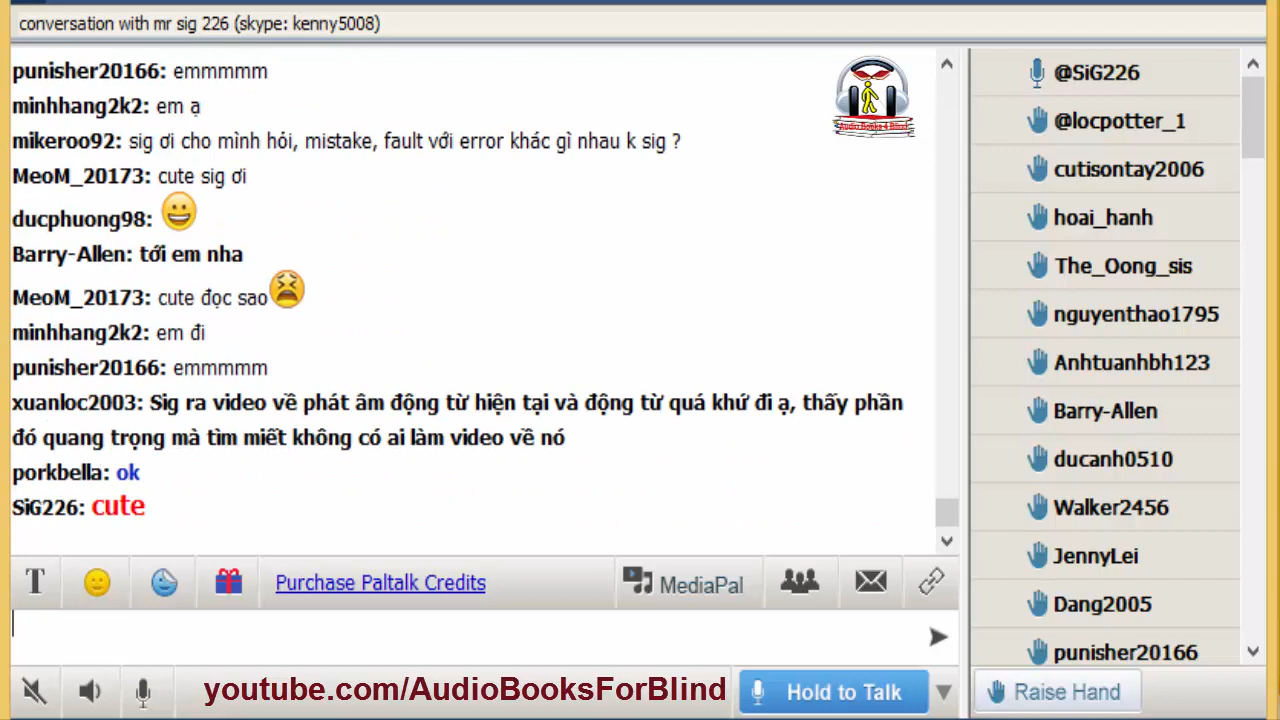 conversation with mr sig 226 (skype: kenny5008)
punisher20166: emmmmm
minhhang2k2: em ạ
mikeroo92: sig ơi cho mình hỏi, mistake, fault với error khác gì nhau k sig ?
MeoM_20173: cute sig ơi
ducphuong98:
Barry-Allen: tới em nha
MeoM_20173: cute đọc sao
minhhang2k2: em đi
punisher20166: emmmmm
xuanloc2003: Sig ra video về phát âm động từ hiện tại và động từ quá khứ đi ạ, thấy phần
đó quang trọng mà tìm miết không có ai làm video về nó
porkbella: ok
SiG226: cute
Audio Books 4 Blind
@SiG226
@locpotter_1
cutisontay2006
hoai_hanh
The_Oong_sis
nguyenthao1795
Anhtuanhbh123
Barry-Allen
ducanh0510
Walker2456
JennyLei
Dang2005
punisher20166
T
Purchase Paltalk Credits
MediaPal
youtube.com/AudioBooksForBlind
Hold to Talk
Raise Hand